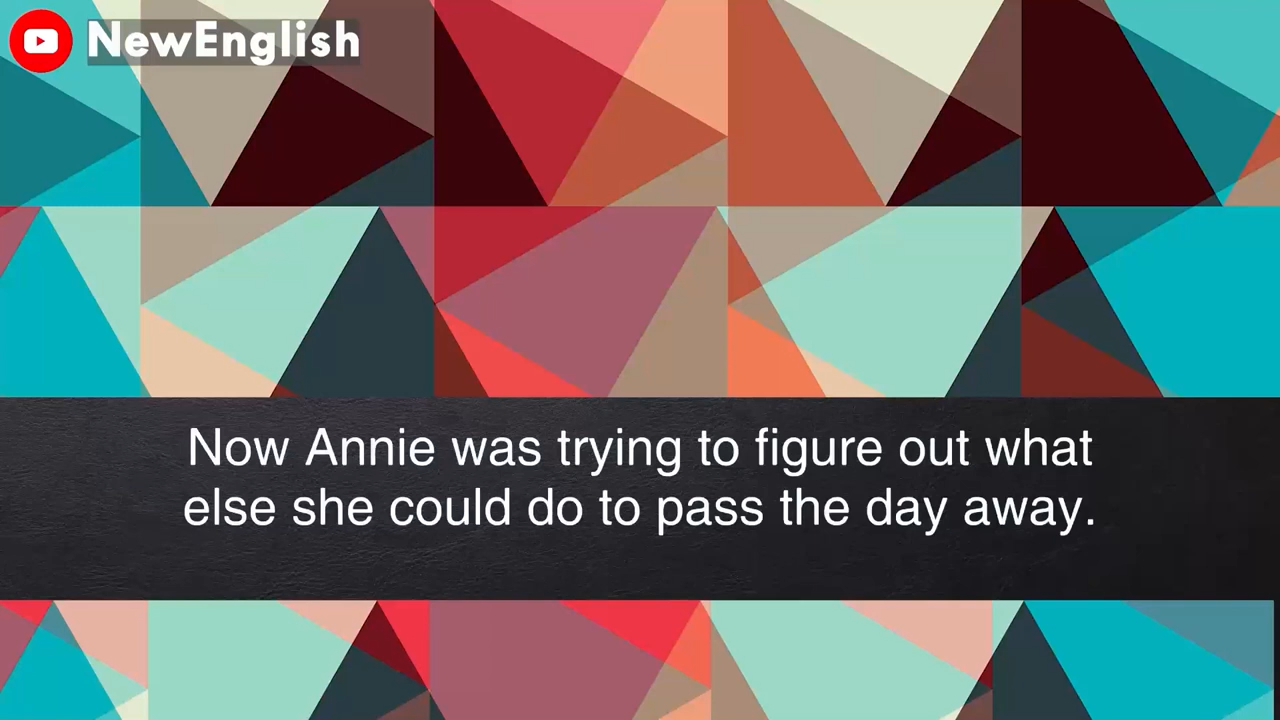 NewEnglish
Now Annie was trying to figure out what
else she could do to pass the day away.